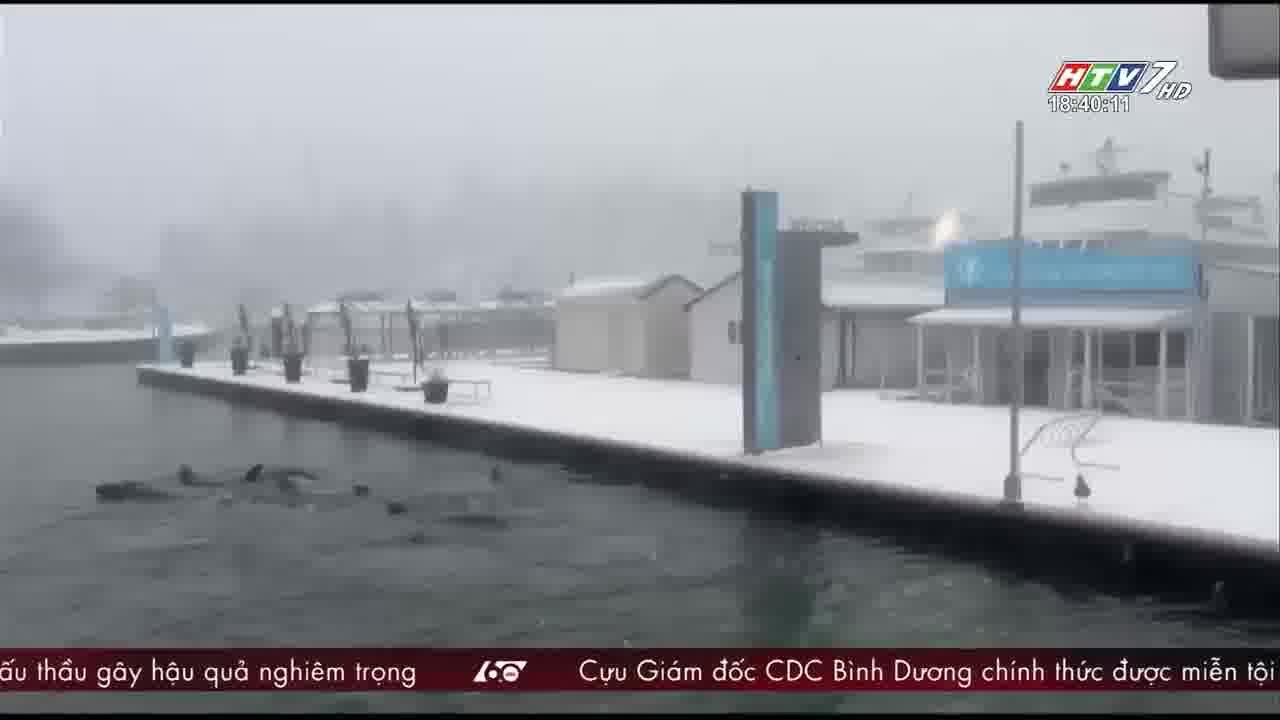 HTV7 HD
18:40:11
ấu thầu gây hậu quả nghiêm trọng 60 Cựu Giám đốc CDC Bình Dương chính thức được miễn tội